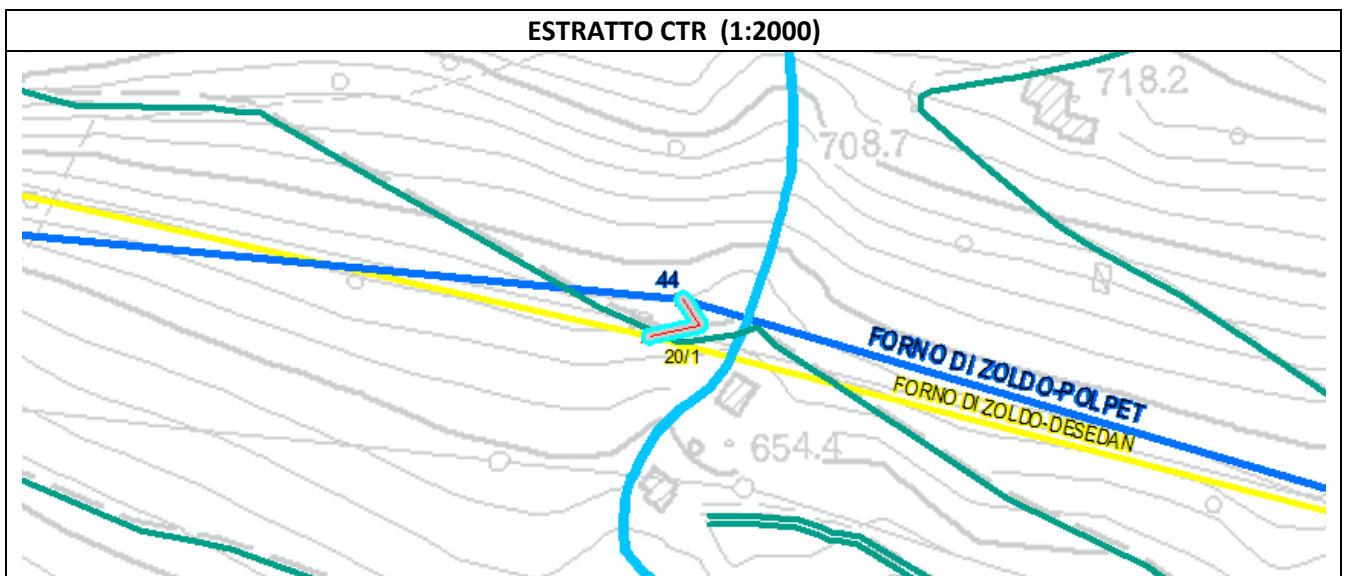 ESTRATTO CTR (1:2000)
718.2
708.7
44
20/1
FORNO DI ZOLDO-POLPET
FORNO DI ZOLDO-DESEDAN
654.4